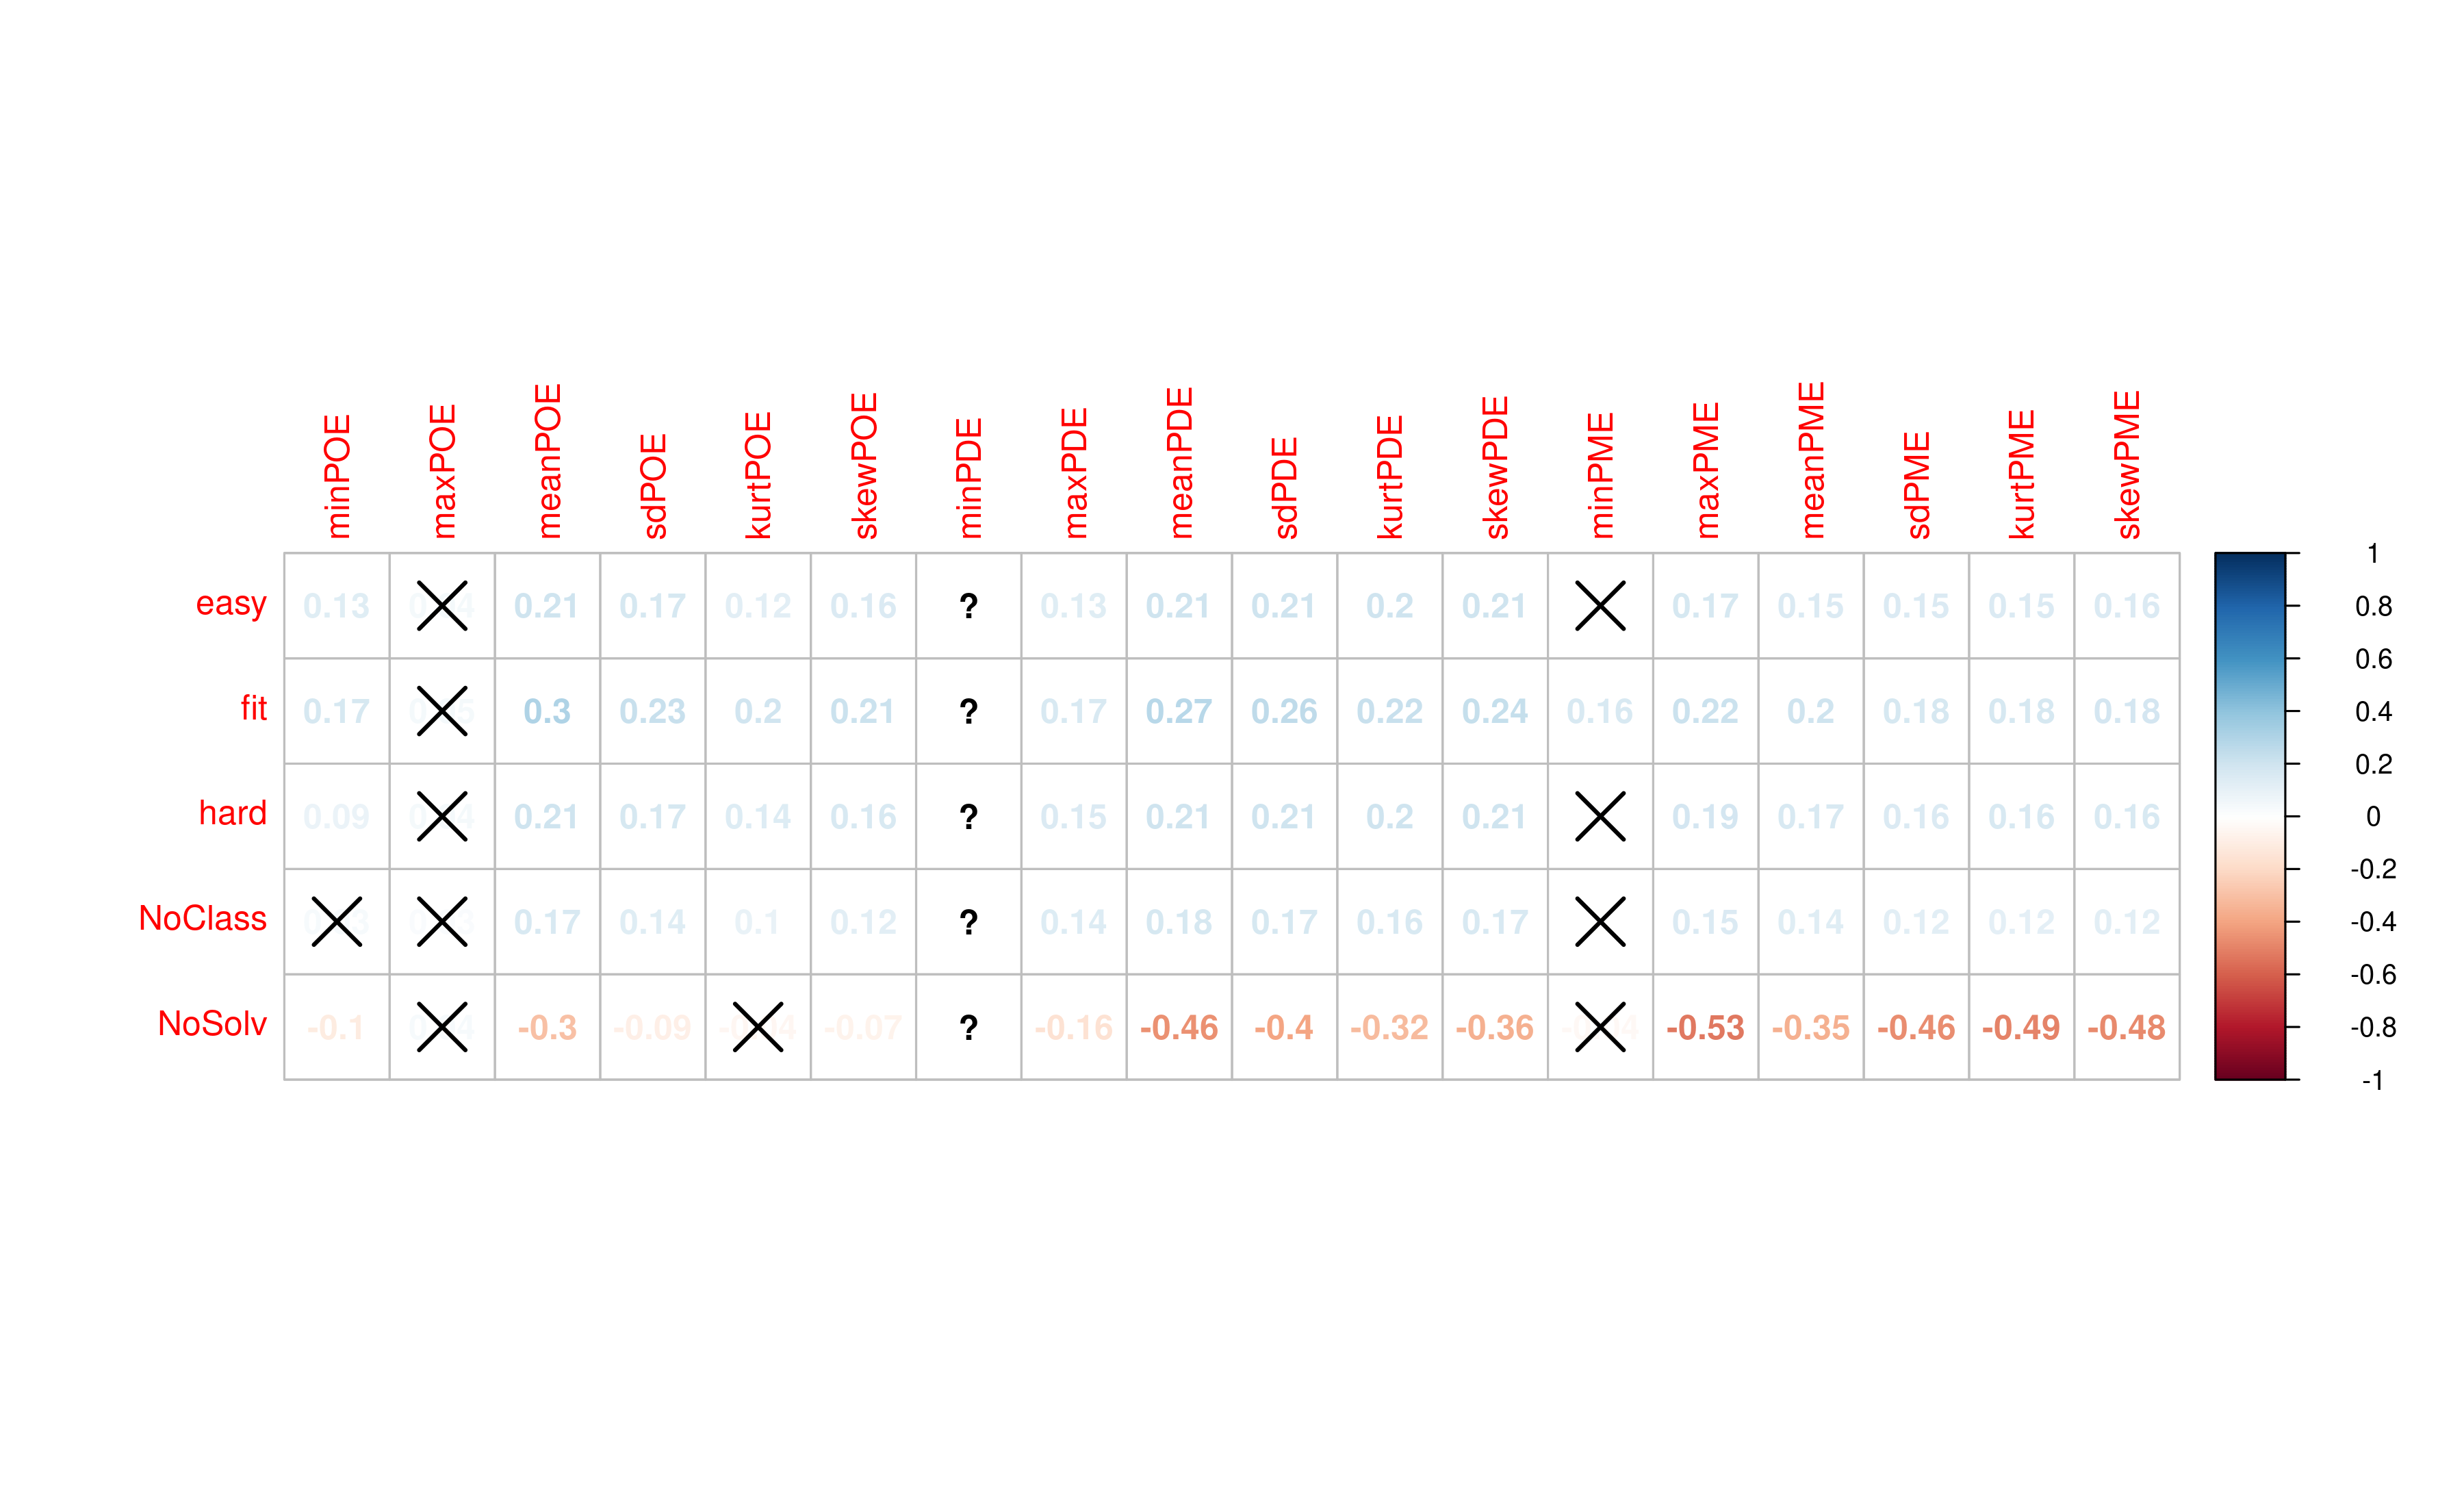 minPOE maxPOE meanPOE sdPOE kurtPOE skewPOE minPDE maxPDE meanPDE sdPDE kurtPDE skewPDE minPME maxPME meanPME sdPME kurtPME skewPME
easy 0.13 0.21 0.17 0.12 0.16 ? 0.13 0.21 0.21 0.2 0.21 0.17 0.15 0.15 0.15 0.16
fit 0.17 0.3 0.23 0.2 0.21 ? 0.17 0.27 0.26 0.22 0.24 0.16 0.22 0.2 0.18 0.18 0.18
hard 0.09 0.21 0.17 0.14 0.16 ? 0.15 0.21 0.21 0.2 0.21 0.19 0.17 0.16 0.16 0.16
NoClass 0.17 0.14 0.1 0.12 ? 0.14 0.18 0.17 0.16 0.17 0.15 0.14 0.12 0.12 0.12
NoSolv -0.1 -0.3 -0.09 -0.07 ? -0.16 -0.46 -0.4 -0.32 -0.36 -0.53 -0.35 -0.46 -0.49 -0.48
1
0.8
0.6
0.4
0.2
0
-0.2
-0.4
-0.6
-0.8
-1